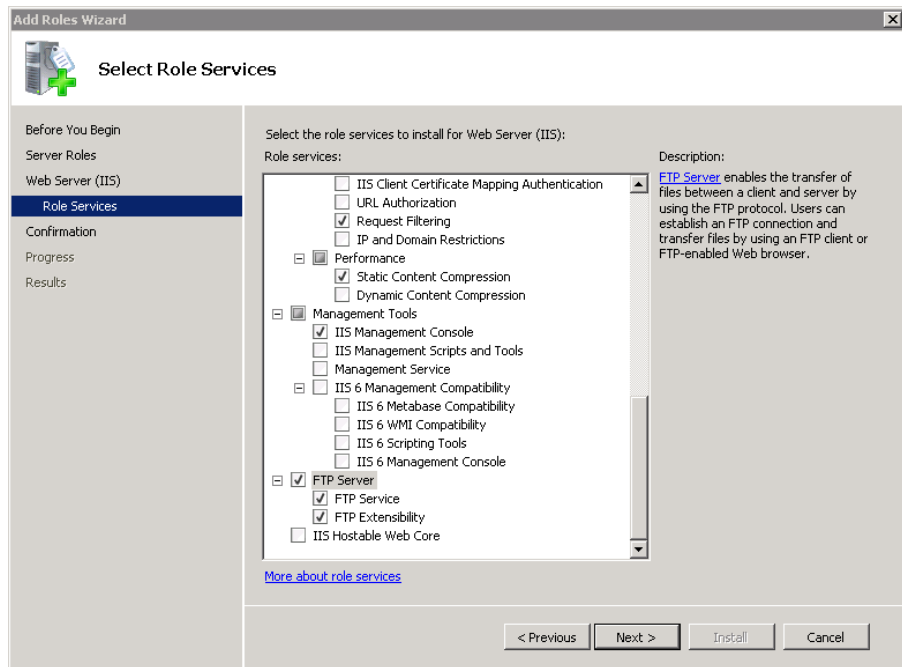 Add Roles Wizard
Select Role Services
Before You Begin
Server Roles
Web Server (IIS)
Role Services
Confirmation
Progress
Results
Select the role services to install for Web Server (IIS):
Role services:
IIS Client Certificate Mapping Authentication
URL Authorization
Request Filtering
IP and Domain Restrictions
Performance
Static Content Compression
Dynamic Content Compression
Management Tools
IIS Management Console
IIS Management Scripts and Tools
Management Service
IIS 6 Management Compatibility
IIS 6 Metabase Compatibility
IIS 6 WMI Compatibility
IIS 6 Scripting Tools
IIS 6 Management Console
FTP Server
FTP Service
FTP Extensibility
IIS Hostable Web Core
More about role services
Description:
FTP Server enables the transfer of
files between a client and server by
using the FTP protocol. Users can
establish an FTP connection and
transfer files by using an FTP client or
FTP-enabled Web browser.
< Previous
Next >
Install
Cancel